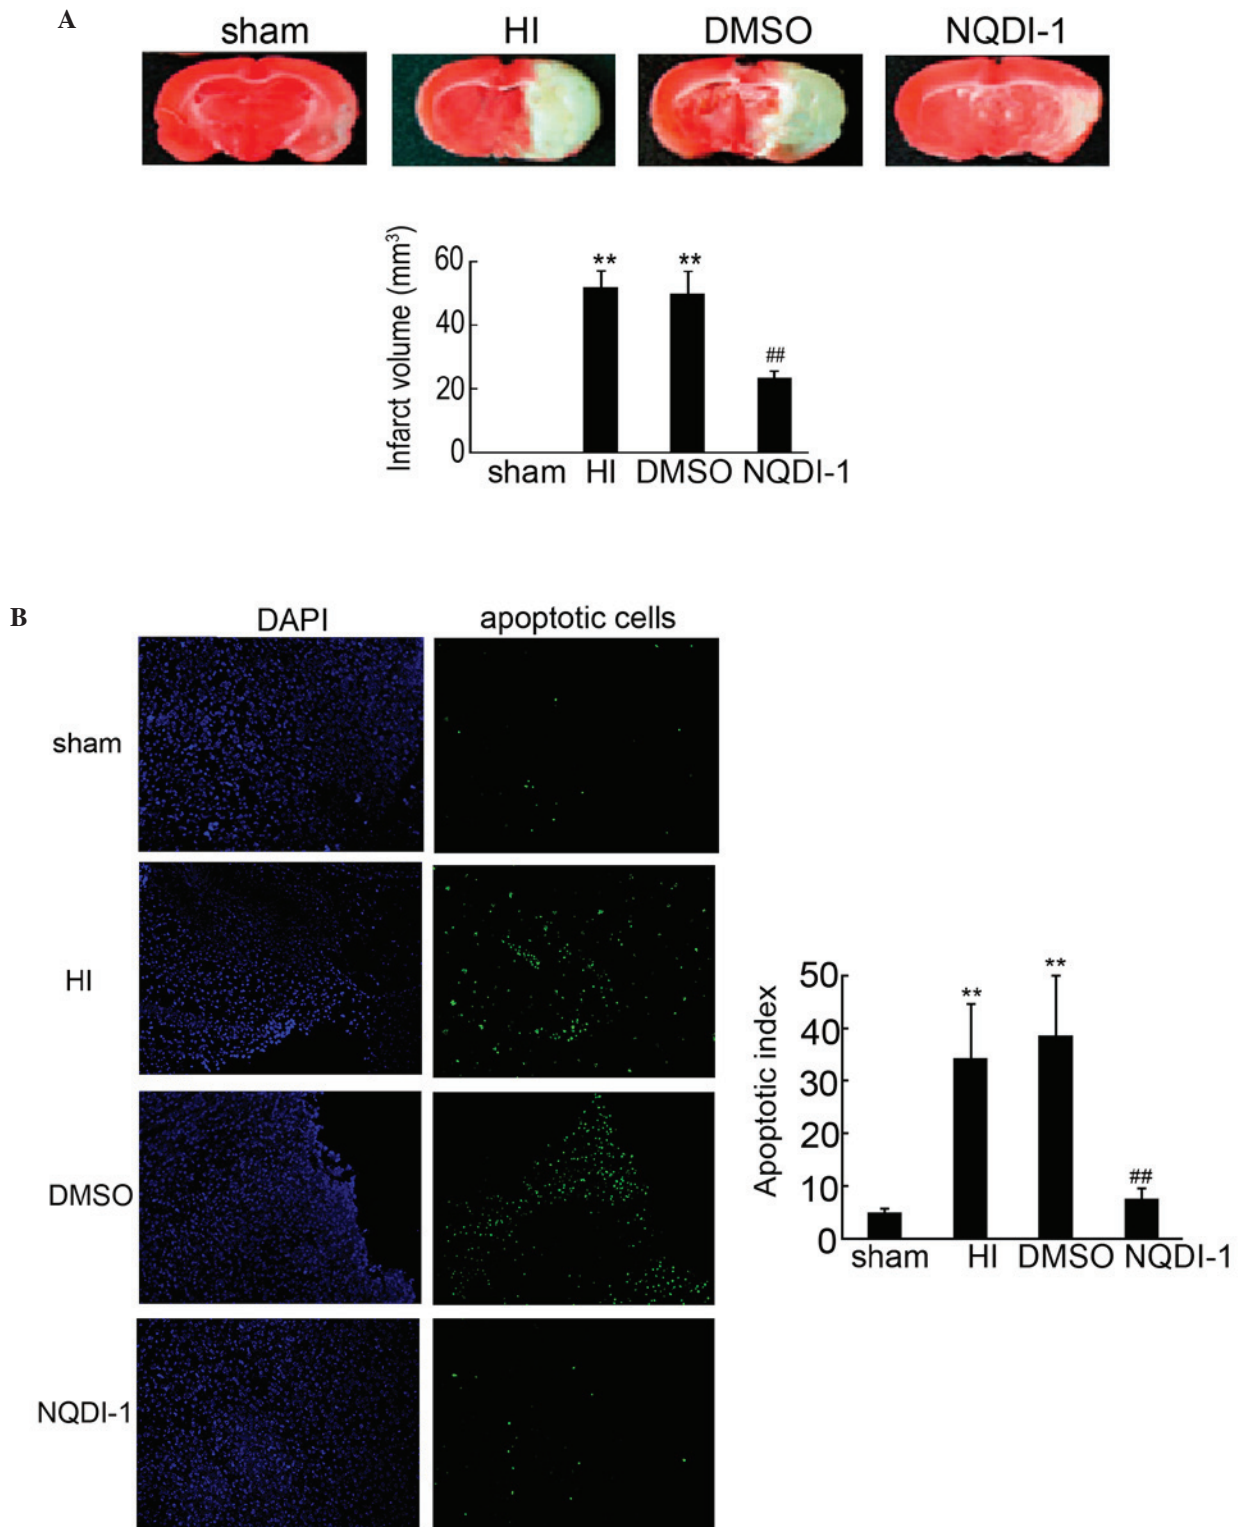 A
sham HI DMSO NQDI-1
Infarct volume (mm³)
60
40
20
0
** ** ##
sham HI DMSO NQDI-1
B
DAPI apoptotic cells
sham
HI
DMSO
NQDI-1
Apoptotic index
50
40
30
20
10
0
** ** ##
sham HI DMSO NQDI-1